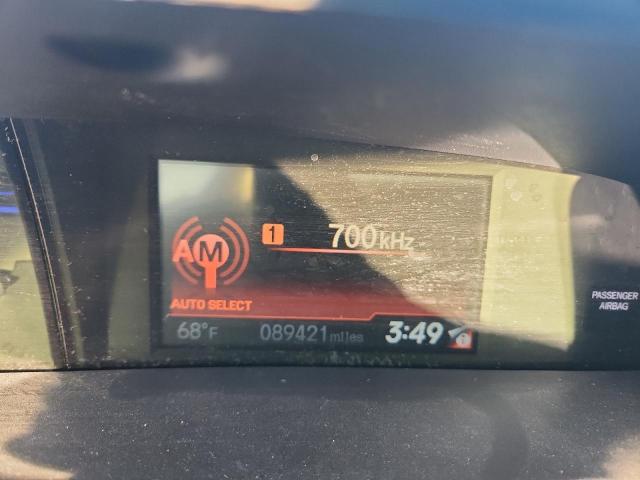 1 700kHz
AM
AUTO SELECT
68°F 089421miles 3:49
PASSENGER
AIRBAG